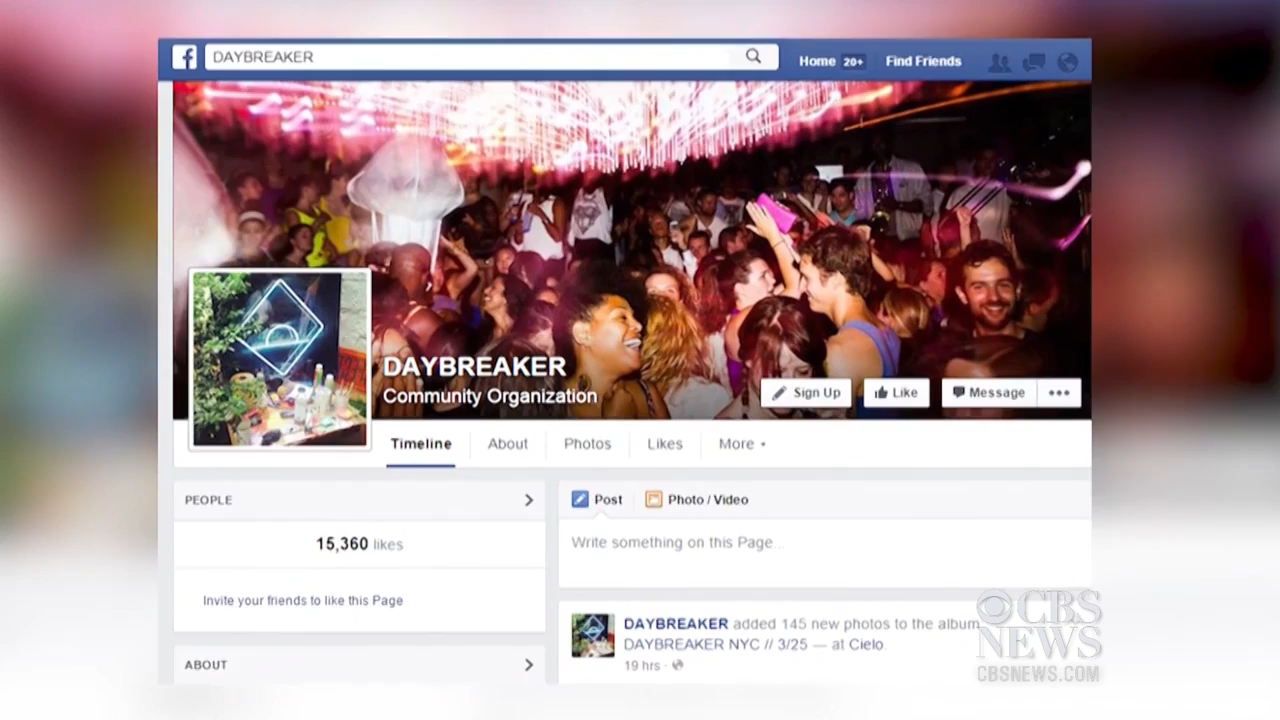 DAYBREAKER
Home 20+ Find Friends
DAYBREAKER
Community Organization
Sign Up Like Message
Timeline About Photos Likes More
PEOPLE
15,360 likes
Invite your friends to like this Page
ABOUT
Post Photo / Video
Write something on this Page...
DAYBREAKER added 145 new photos to the album
DAYBREAKER NYC // 3/25 — at Cielo.
19 hrs
CBS
NEWS
CBSNEWS.COM